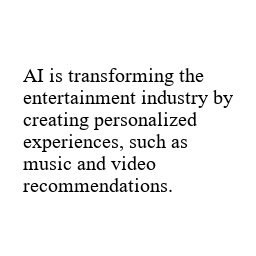 AI is transforming the
entertainment industry by
creating personalized
experiences, such as
music and video
recommendations.